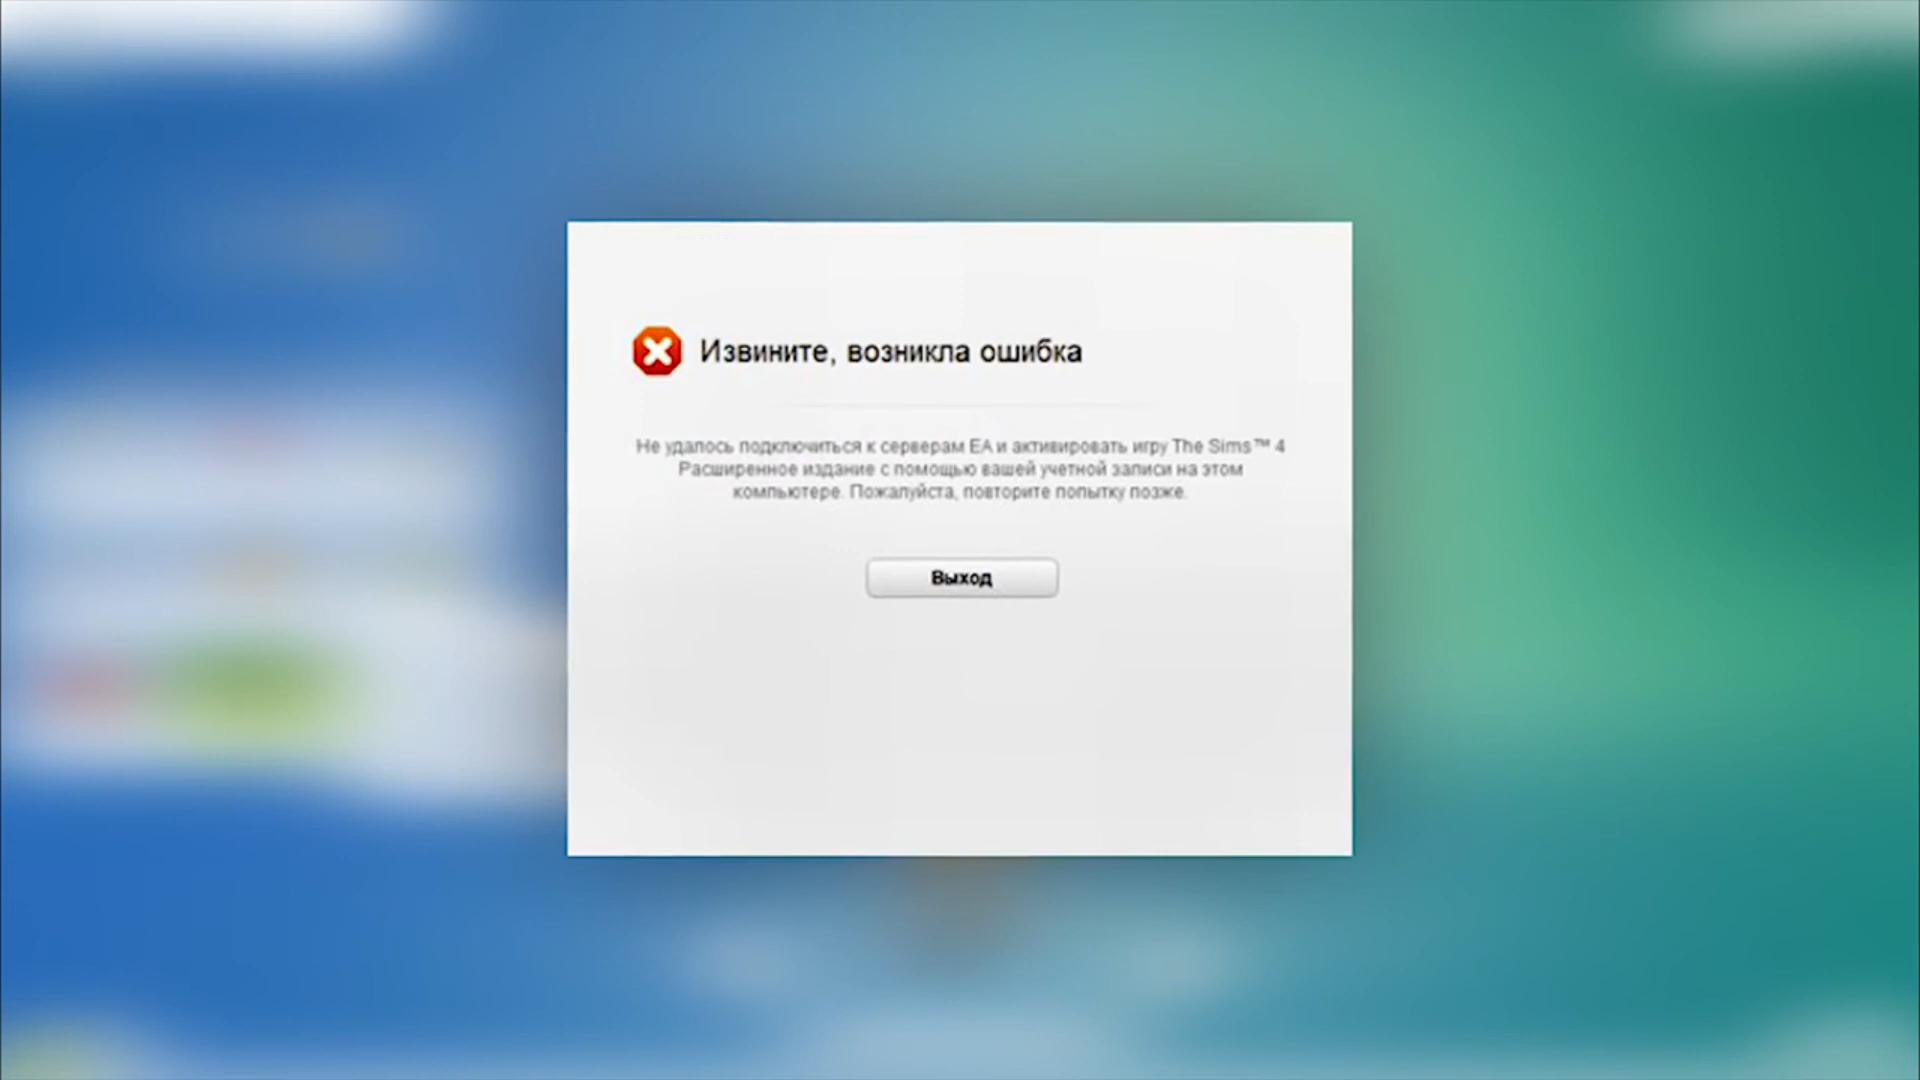 Извините, возникла ошибка
Не удалось подключиться к серверам EA и активировать игру The Sims™ 4
Расширенное издание с помощью вашей учетной записи на этом
компьютере. Пожалуйста, повторите попытку позже.
Выход